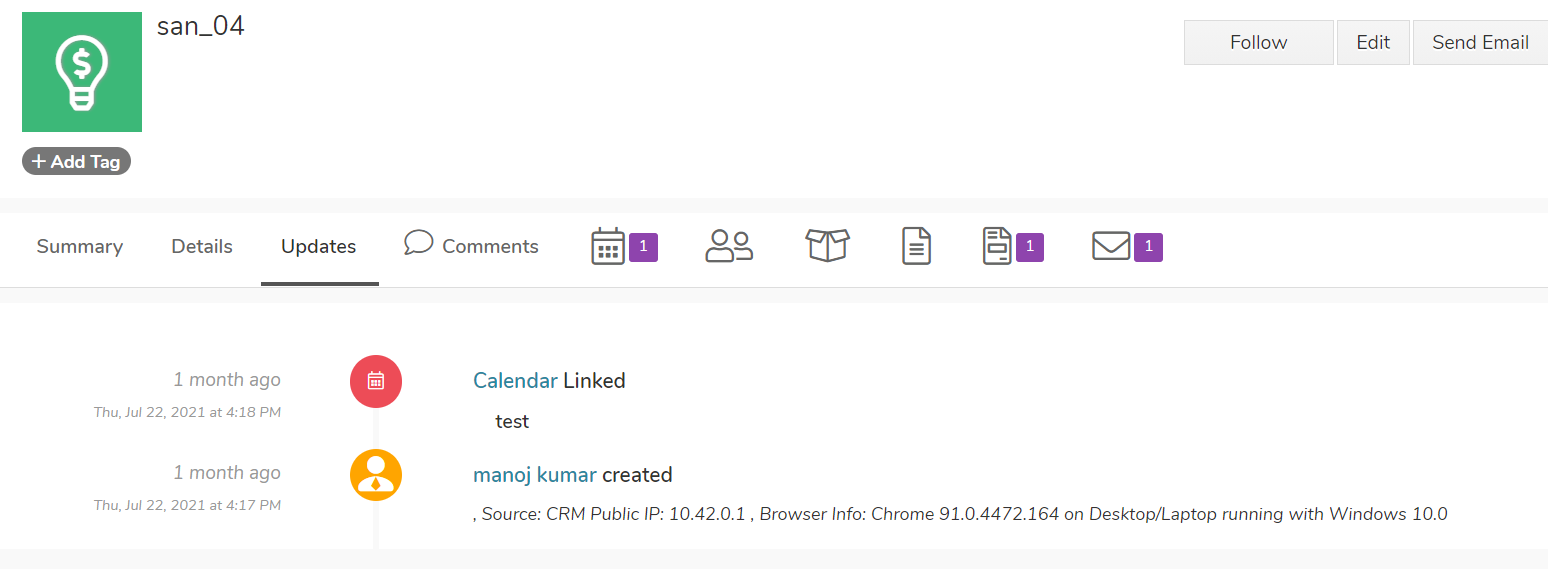 san_04
Follow
Edit
Send Email
+ Add Tag
Summary
Details
Updates
Comments
1
1
1
1 month ago
Calendar Linked
Thu, Jul 22, 2021 at 4:18 PM
test
1 month ago
manoj kumar created
Thu, Jul 22, 2021 at 4:17 PM
, Source: CRM Public IP: 10.42.0.1 , Browser Info: Chrome 91.0.4472.164 on Desktop/Laptop running with Windows 10.0